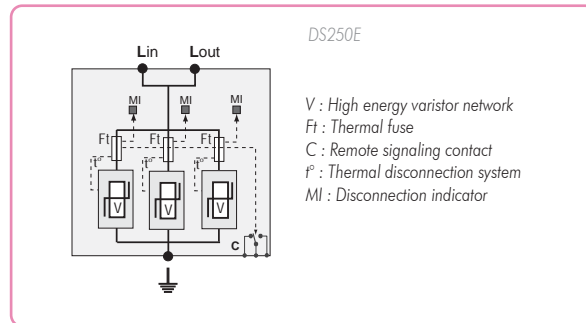 DS250E
Lin Lout
MI MI MI
Ft Ft Ft
t° t° t°
V V V
C
V : High energy varistor network
Ft : Thermal fuse
C : Remote signaling contact
t° : Thermal disconnection system
MI : Disconnection indicator